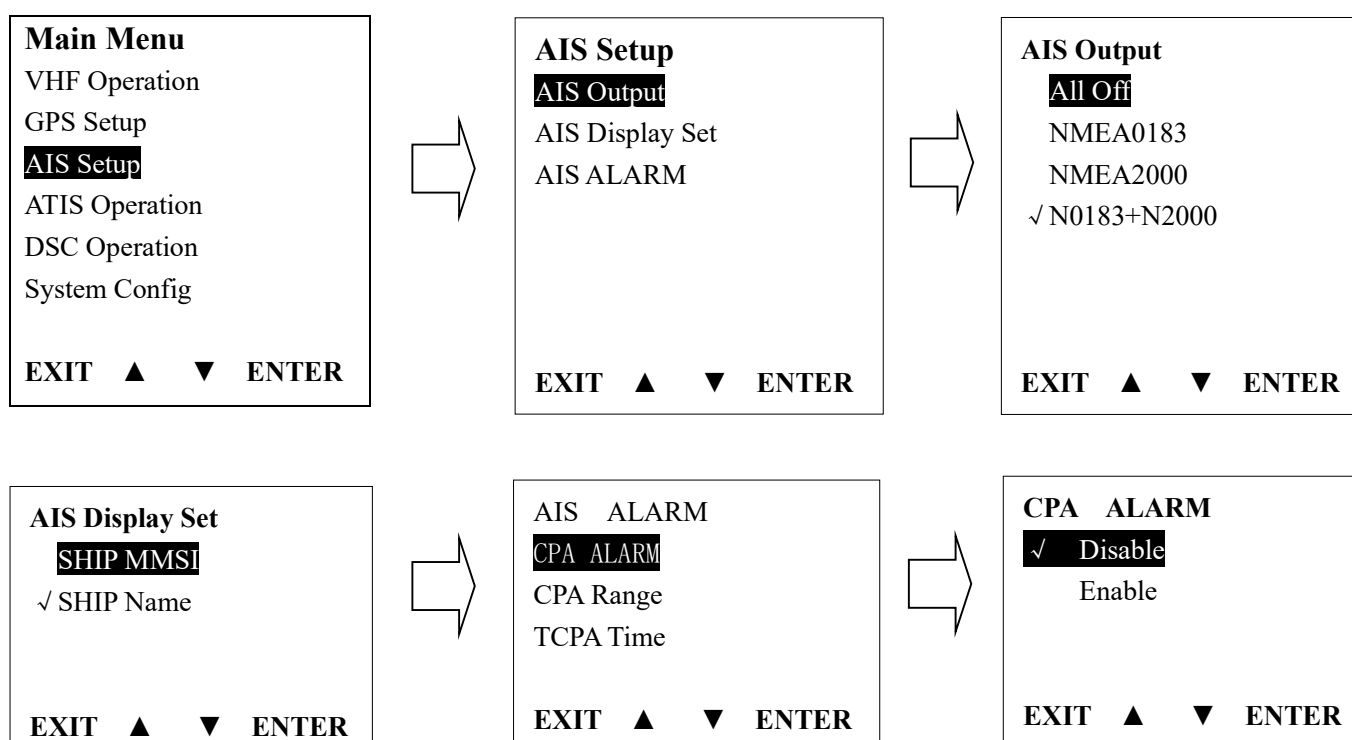 Main Menu
VHF Operation
GPS Setup
AIS Setup
ATIS Operation
DSC Operation
System Config
EXIT ▲ ▼ ENTER
AIS Setup
AIS Output
AIS Display Set
AIS ALARM
EXIT ▲ ▼ ENTER
AIS Output
All Off
NMEA0183
NMEA2000
√ N0183+N2000
EXIT ▲ ▼ ENTER
AIS Display Set
SHIP MMSI
√ SHIP Name
EXIT ▲ ▼ ENTER
AIS ALARM
CPA ALARM
CPA Range
TCPA Time
EXIT ▲ ▼ ENTER
CPA ALARM
√ Disable
Enable
EXIT ▲ ▼ ENTER